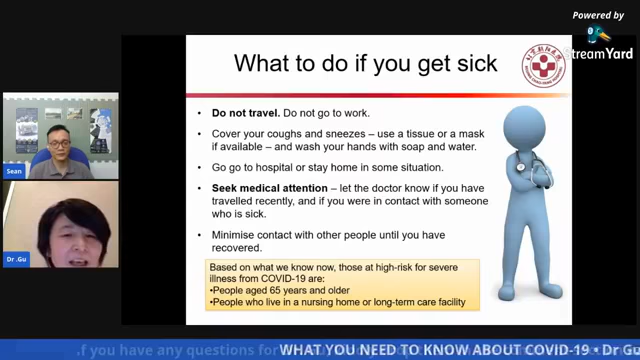 Powered by
StreamYard
What to do if you get sick
• Do not travel. Do not go to work.
• Cover your coughs and sneezes – use a tissue or a mask
if available – and wash your hands with soap and water.
• Go go to hospital or stay home in some situation.
• Seek medical attention – let the doctor know if you have
travelled recently, and if you were in contact with someone
who is sick.
• Minimise contact with other people until you have
recovered.
Based on what we know now, those at high-risk for severe
illness from COVID-19 are:
•People aged 65 years and older
•People who live in a nursing home or long-term care facility
Sean
Dr .Gu
if you have any questions for
WHAT YOU NEED TO KNOW ABOUT COVID-19 • Dr Gu